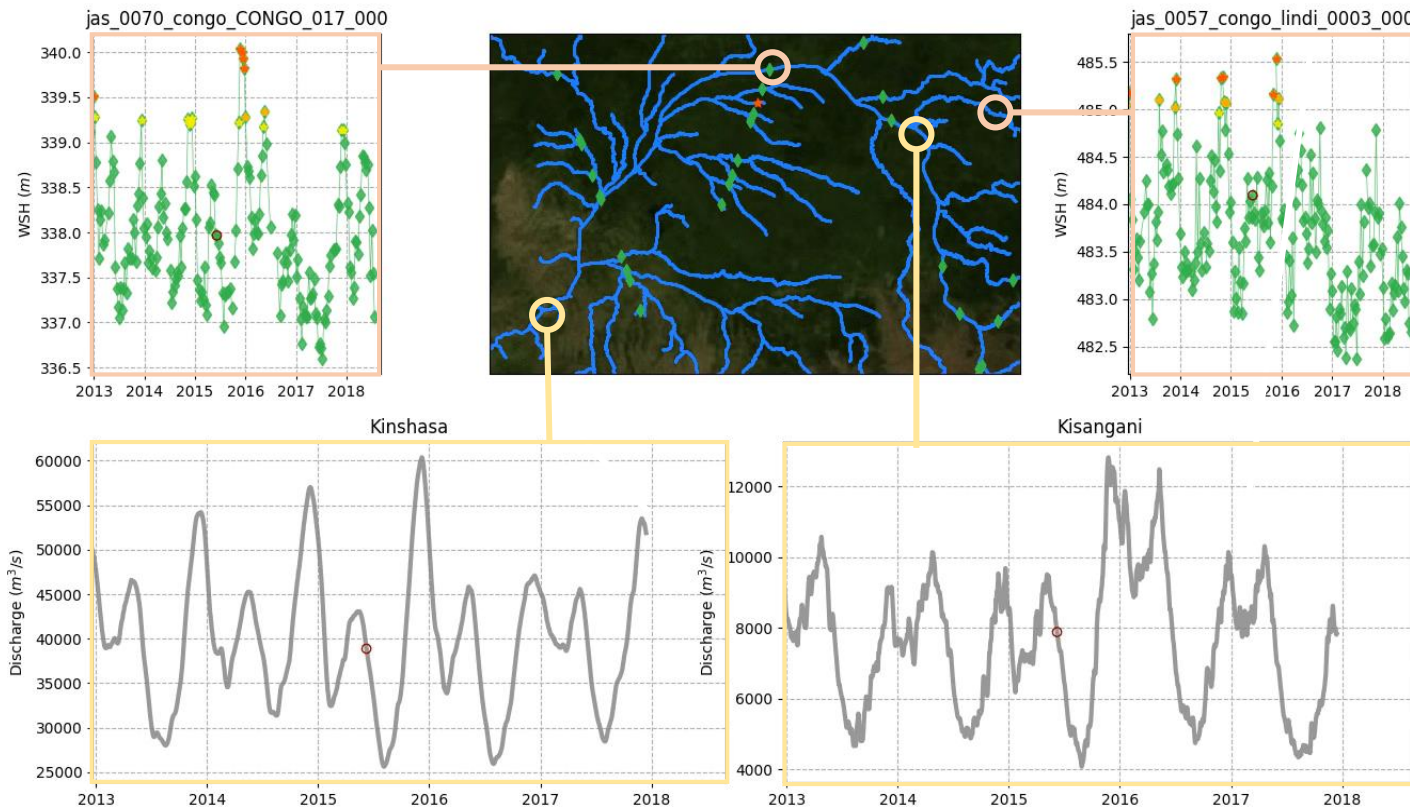 jas_0070_congo_CONGO_017_000
WSH (m)
340.0
339.5
339.0
338.5
338.0
337.5
337.0
336.5
2013 2014 2015 2016 2017 2018
jas_0057_congo_lindi_0003_000
WSH (m)
485.5
485.0
484.5
484.0
483.5
483.0
482.5
2013 2014 2015 2016 2017 2018
Kinshasa
Discharge (m³/s)
60000
55000
50000
45000
40000
35000
30000
25000
2013 2014 2015 2016 2017 2018
Kisangani
Discharge (m³/s)
12000
10000
8000
6000
4000
2013 2014 2015 2016 2017 2018